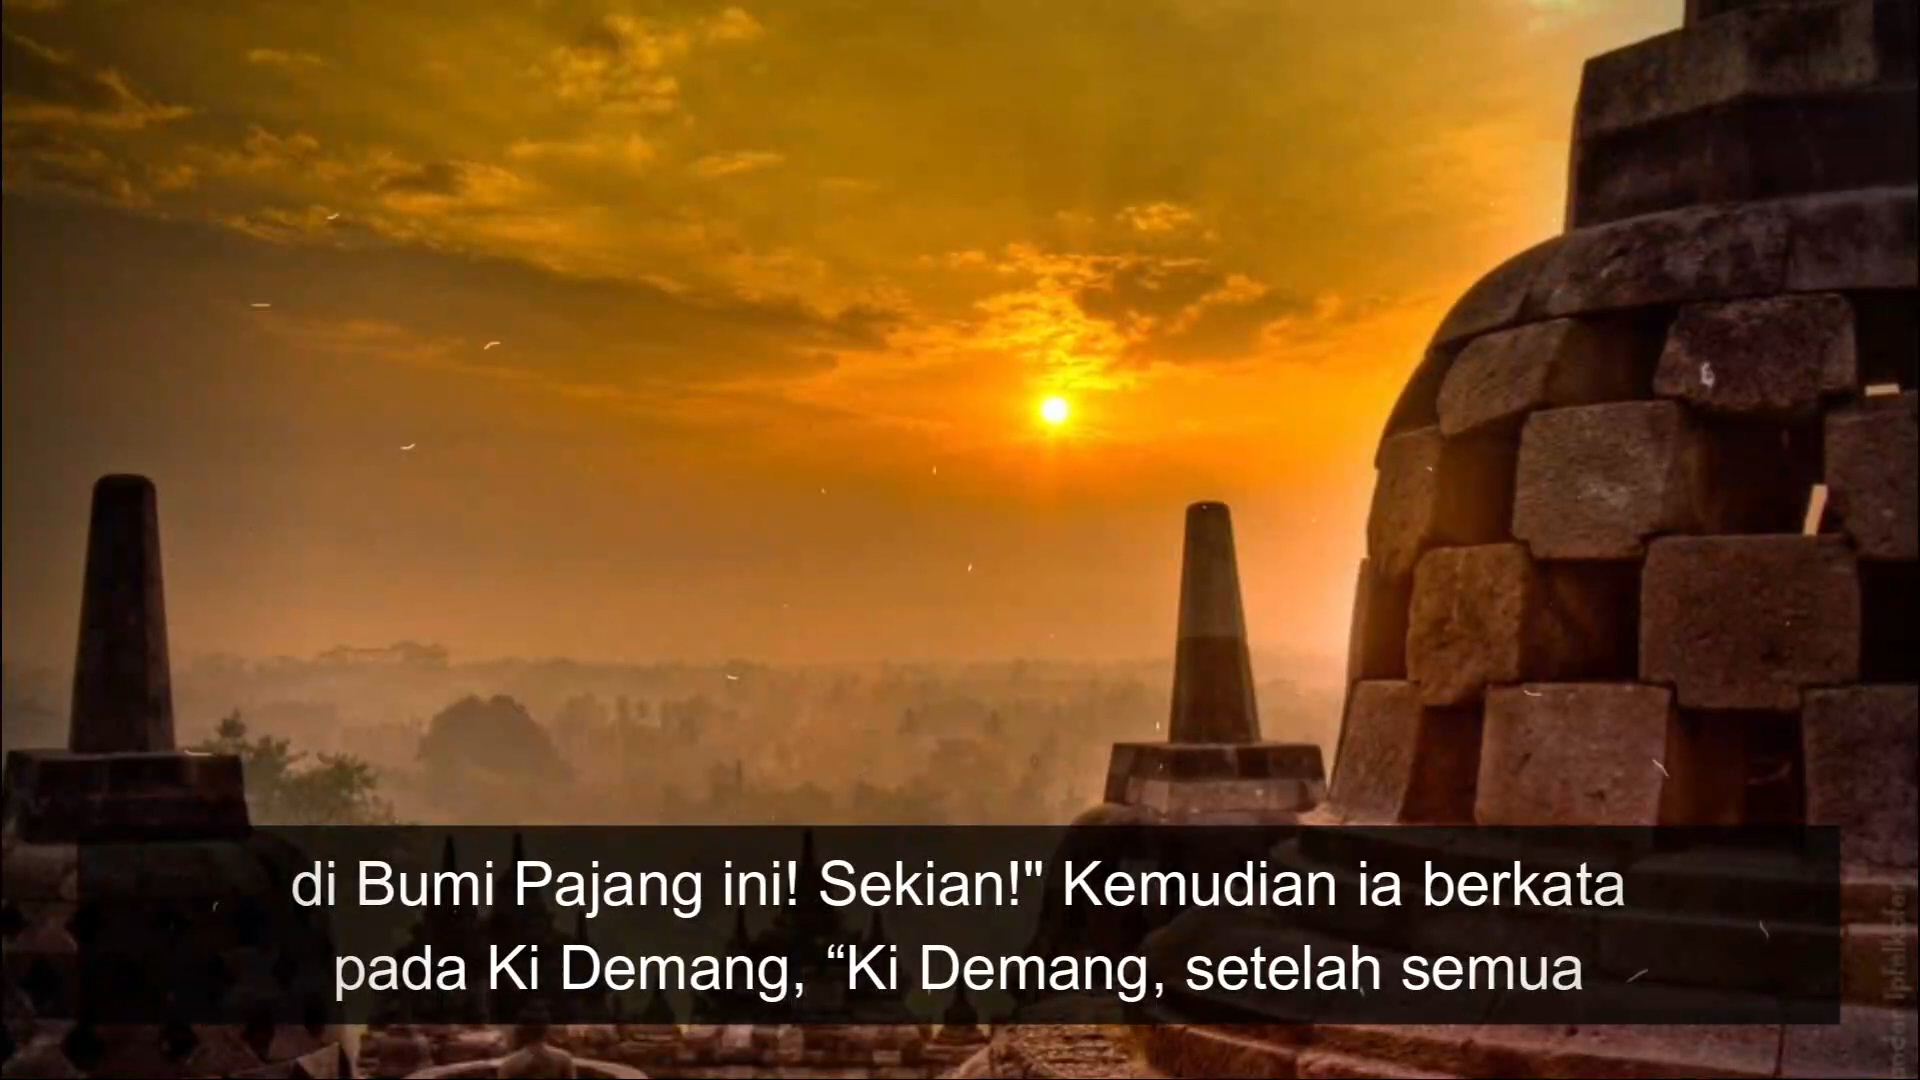 di Bumi Pajang ini! Sekian!" Kemudian ia berkata
pada Ki Demang, “Ki Demang, setelah semua